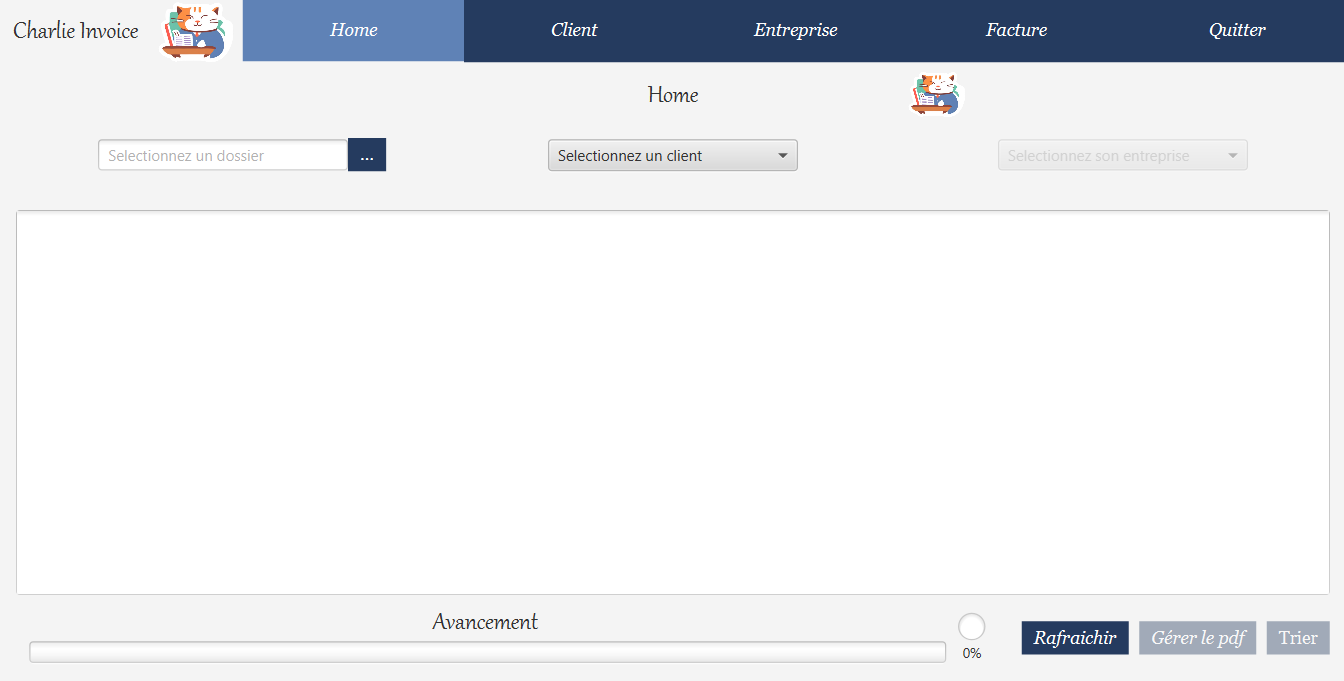 Charlie Invoice
Home
Client
Entreprise
Facture
Quitter
Home
Selectionnez un dossier
...
Selectionnez un client
Selectionnez son entreprise
Avancement
0%
Rafraichir
Gérer le pdf
Trier